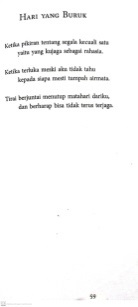 HARI YANG BURUK
Ketika pikiran tentang segala kecuali satu
yaitu yang kujaga sebagai rahasia.
Ketika terluka meski aku tidak tahu
kepada siapa mesti tumpah airmata.
Tirai berjuntai menutup matahari dariku,
dan berharap bisa tidak terus terjaga.
99